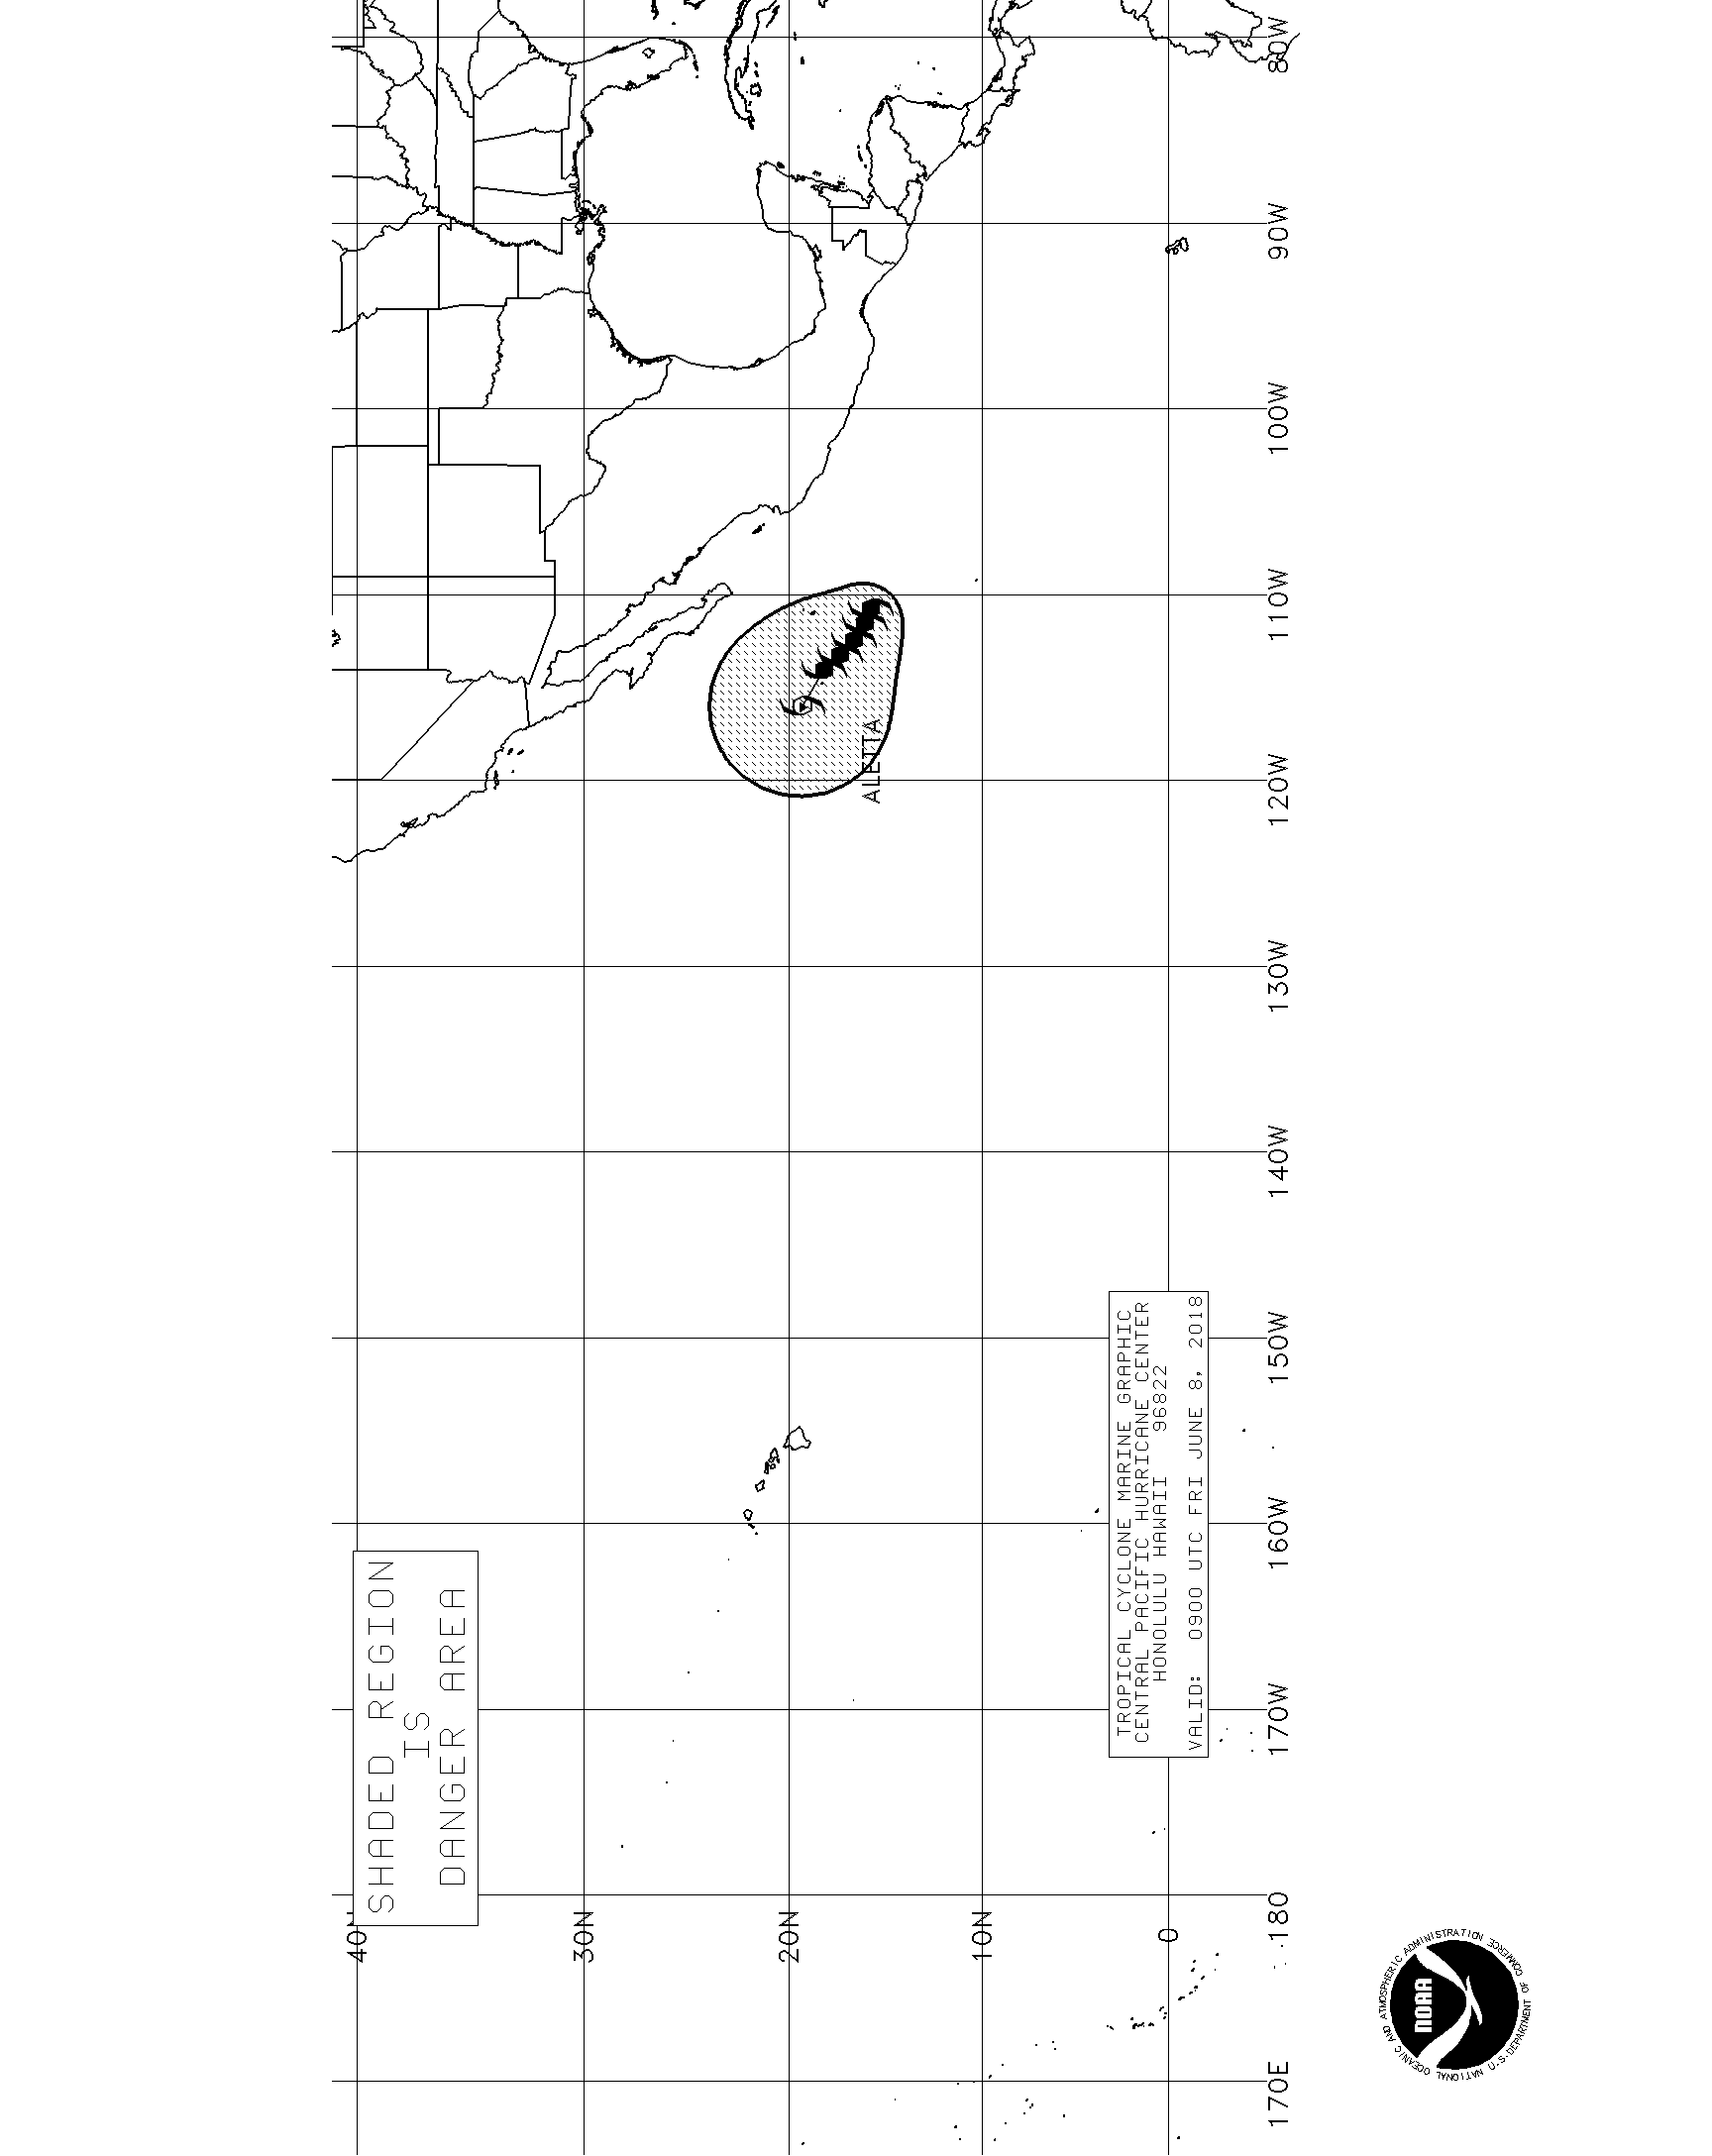 SHADED REGION
IS
DANGER AREA
ALETTA
TROPICAL CYCLONE MARINE GRAPHIC
CENTRAL PACIFIC HURRICANE CENTER
HONOLULU HAWAII 96822
VALID: 0900 UTC FRI JUNE 8, 2018
40N
30N
20N
10N
0
170E
180
170W
160W
150W
140W
130W
120W
110W
100W
90W
80W
NATIONAL OCEANIC AND ATMOSPHERIC ADMINISTRATION
U.S. DEPARTMENT OF COMMERCE
NOAA